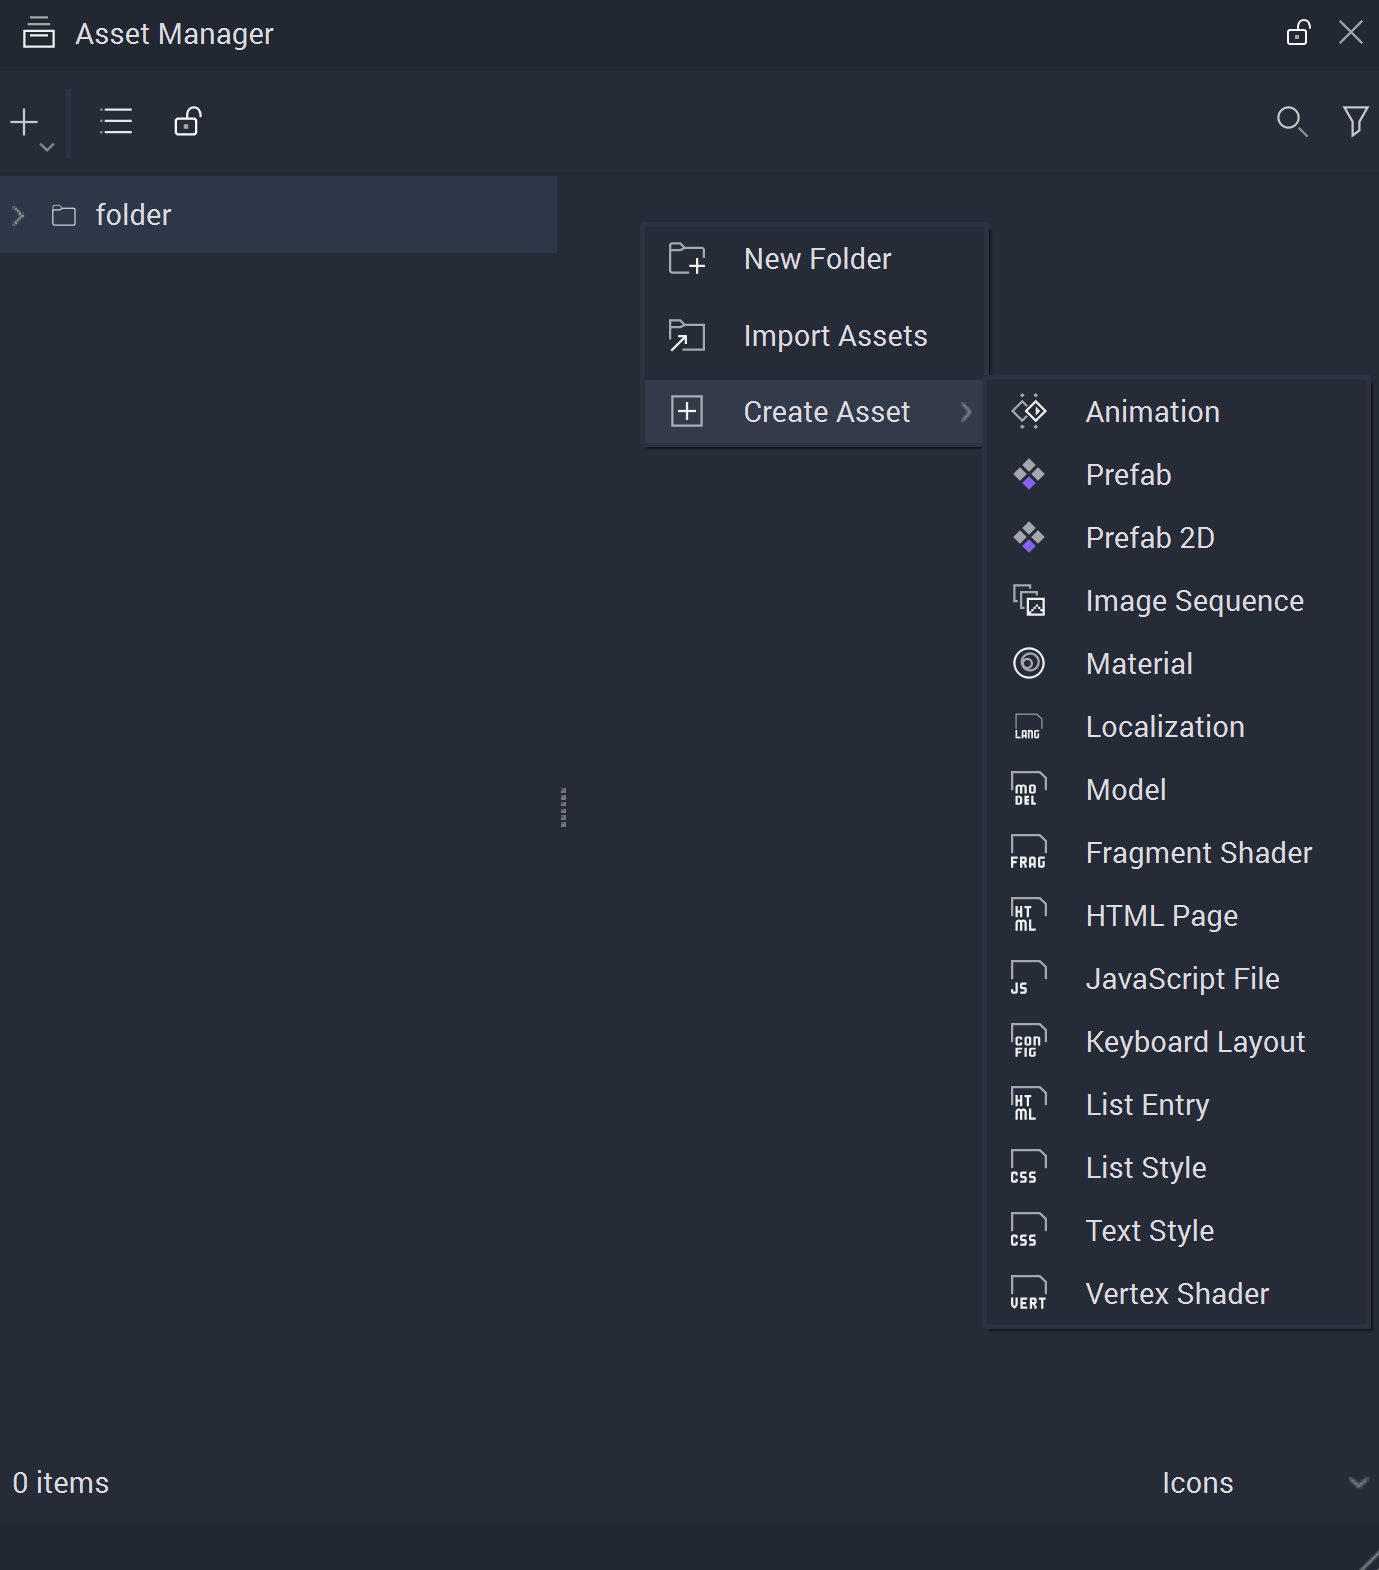 Asset Manager
folder
New Folder
Import Assets
Create Asset
Animation
Prefab
Prefab 2D
Image Sequence
Material
LANG
Localization
MO
DEL
Model
FRAG
Fragment Shader
HT
ML
HTML Page
JS
JavaScript File
CON
FIG
Keyboard Layout
HT
ML
List Entry
CSS
List Style
CSS
Text Style
VERT
Vertex Shader
0 items
Icons